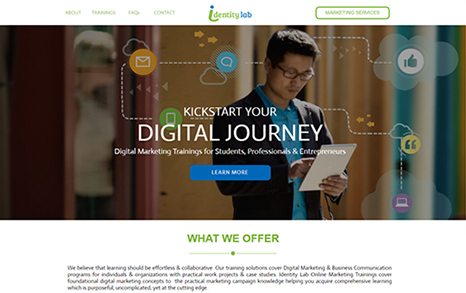 ABOUT TRAININGS FAQs CONTACT
identity lab
MARKETING SERVICES
KICKSTART YOUR
DIGITAL JOURNEY
Digital Marketing Trainings for Students, Professionals & Entrepreneurs
LEARN MORE
WHAT WE OFFER
We believe that learning should be effortless & collaborative. Our training solutions cover Digital Marketing & Business Communication
programs for individuals & organizations with practical work projects & case studies. Identity Lab Online Marketing Trainings cover
foundational digital marketing concepts to the practical marketing campaign knowledge helping you acquire comprehensive learning
which is purposeful, uncomplicated, yet at the cutting edge.